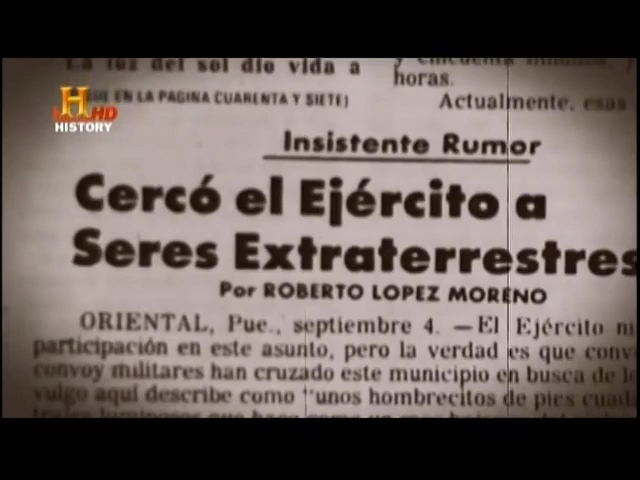 La luz del sol dio vida a
horas.
EN LA PAGINA CUARENTA Y SIETE)
Actualmente, esas
H
HD
HISTORY
Insistente Rumor
Cercó el Ejército a
Seres Extraterrestres
Por ROBERTO LOPEZ MORENO
ORIENTAL, Pue., septiembre 4. —El Ejército
participación en este asunto, pero la verdad es que
convoy militares han cruzado este municipio en busca de
vulgo aquí describe como "unos hombrecitos de pies